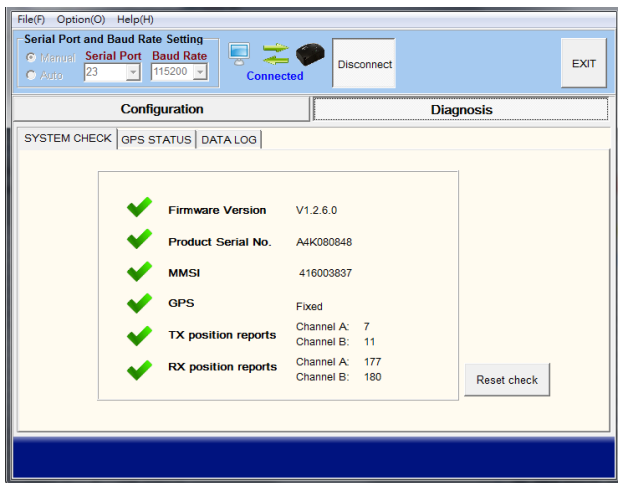 File(F) Option(O) Help(H)
Serial Port and Baud Rate Setting
Manual Serial Port Baud Rate
Auto 23 115200
Connected
Disconnect
EXIT
Configuration Diagnosis
SYSTEM CHECK GPS STATUS DATA LOG
Firmware Version V1.2.6.0
Product Serial No. A4K080848
MMSI 416003837
GPS Fixed
TX position reports Channel A: 7
Channel B: 11
RX position reports Channel A: 177
Channel B: 180
Reset check